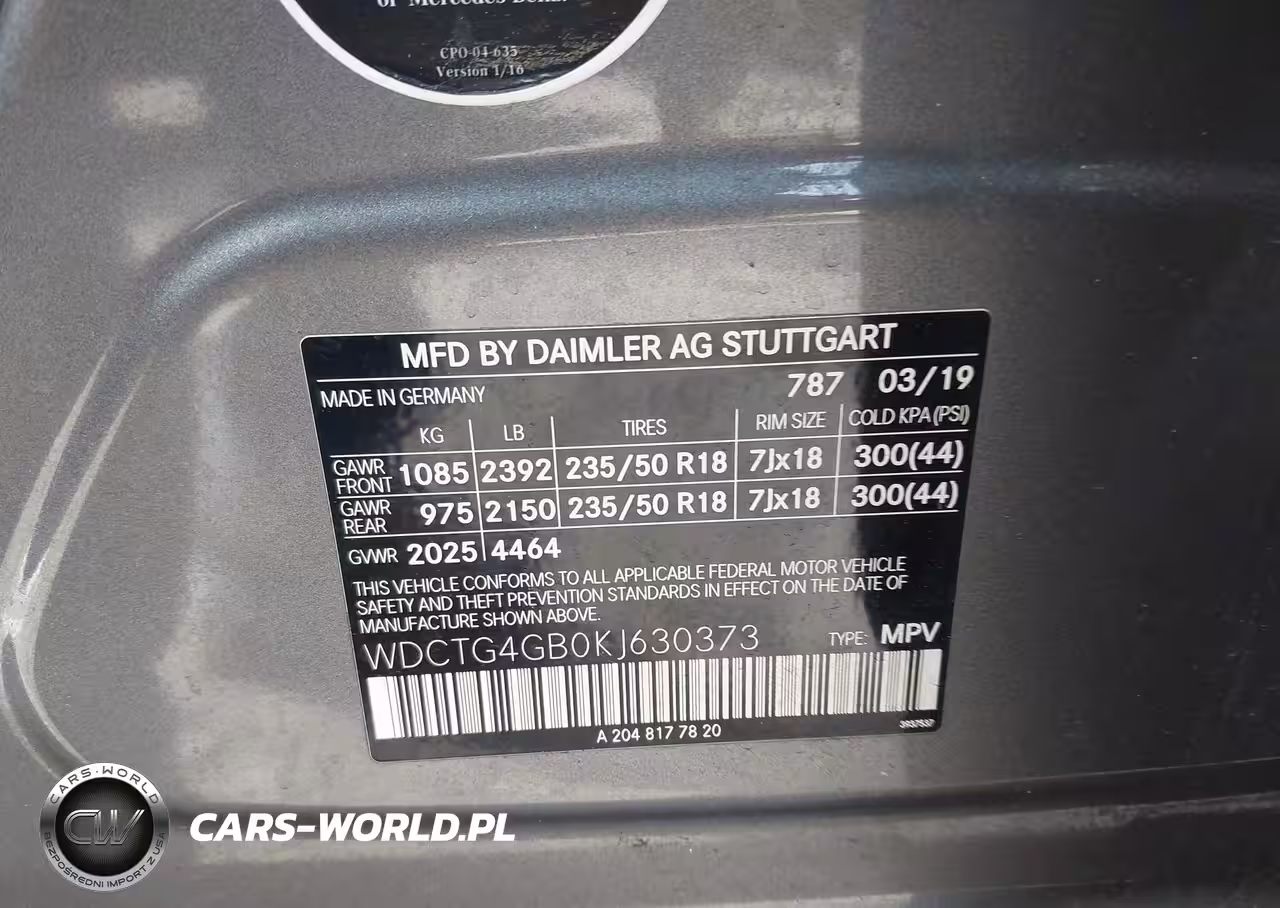 of Mercedes-Benz.
CPO-04-635
Version 1/16
MFD BY DAIMLER AG STUTTGART
MADE IN GERMANY 787 03/19
KG LB TIRES RIM SIZE COLD KPA(PSI)
GAWR FRONT 1085 2392 235/50 R18 7Jx18 300(44)
GAWR REAR 975 2150 235/50 R18 7Jx18 300(44)
GVWR 2025 4464
THIS VEHICLE CONFORMS TO ALL APPLICABLE FEDERAL MOTOR VEHICLE
SAFETY AND THEFT PREVENTION STANDARDS IN EFFECT ON THE DATE OF
MANUFACTURE SHOWN ABOVE.
WDCTG4GB0KJ630373 TYPE: MPV
A 204 817 78 20 3937537
CARS-WORLD
CW
BEZPOŚREDNI IMPORT Z USA
CARS-WORLD.PL